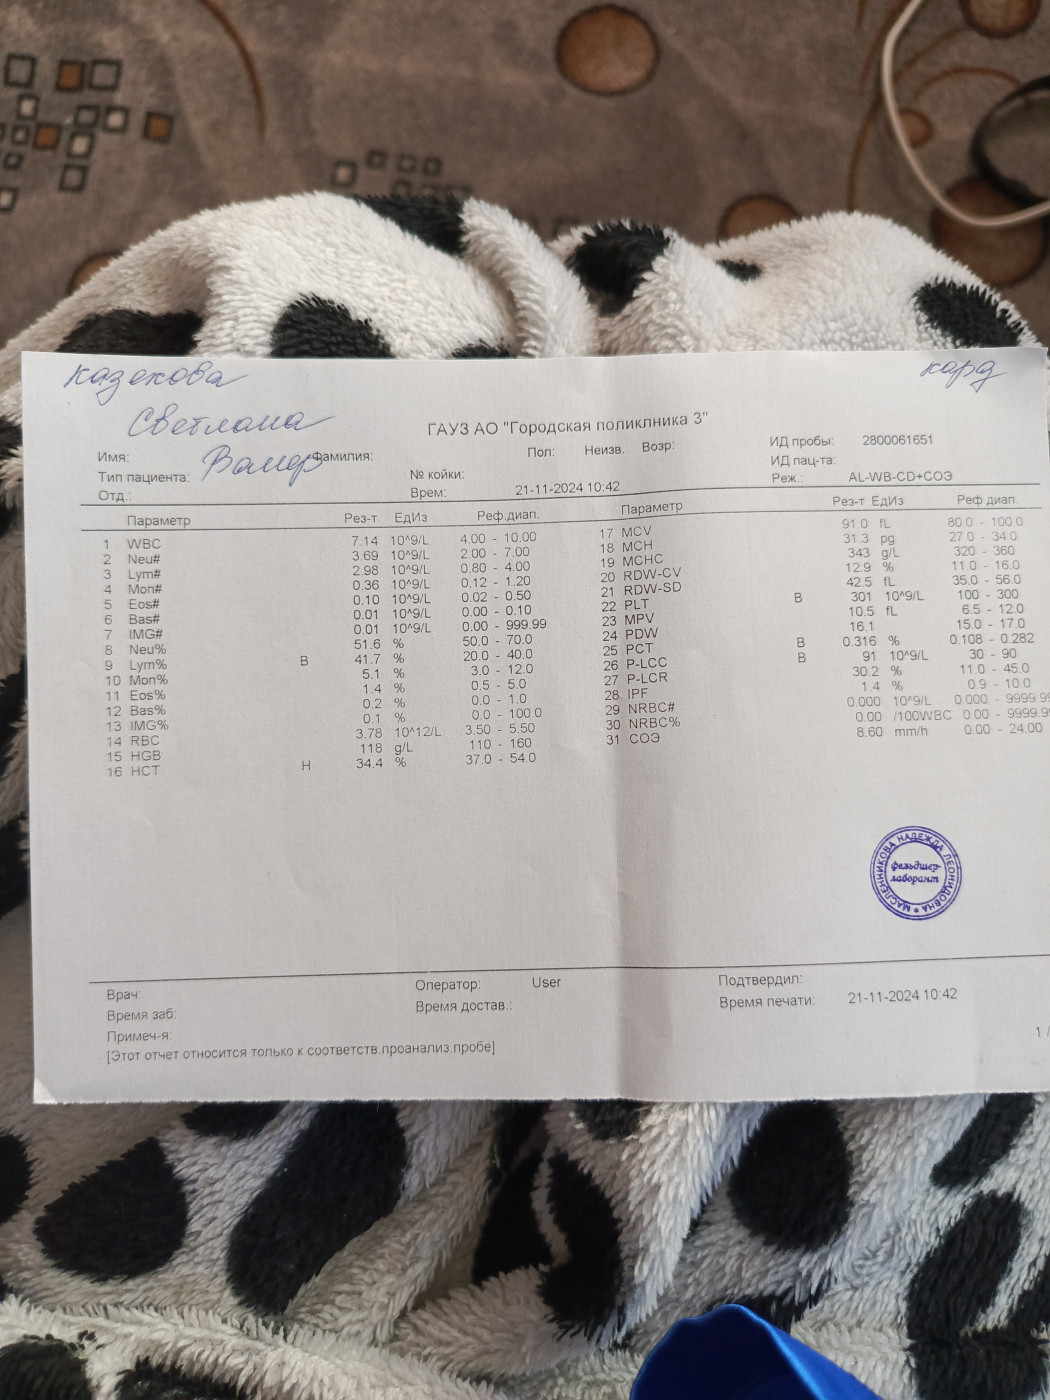 Казекова
кард
Светлана
ГАУЗ АО "Городская поликлника 3"
Имя: Фамилия: Пол: Неизв. Возр: ИД пробы: 2800061651
Тип пациента: № койки: ИД пац-та:
Отд.: Врем: 21-11-2024 10:42 Реж.: AL-WB-CD+СОЭ
Параметр Рез-т ЕдИз Реф.диап. Параметр Рез-т ЕдИз Реф диап.
1 WBC 7.14 10^9/L 4.00 - 10.00
2 Neu# 3.69 10^9/L 2.00 - 7.00
3 Lym# 2.98 10^9/L 0.80 - 4.00
4 Mon# 0.36 10^9/L 0.12 - 1.20
5 Eos# 0.10 10^9/L 0.02 - 0.50
6 Bas# 0.01 10^9/L 0.00 - 0.10
7 IMG# 0.01 10^9/L 0.00 - 999.99
8 Neu% 51.6 % 50.0 - 70.0
9 Lym% В 41.7 % 20.0 - 40.0
10 Mon% 5.1 % 3.0 - 12.0
11 Eos% 1.4 % 0.5 - 5.0
12 Bas% 0.2 % 0.0 - 1.0
13 IMG% 0.1 % 0.0 - 100.0
14 RBC 3.78 10^12/L 3.50 - 5.50
15 HGB 118 g/L 110 - 160
16 HCT Н 34.4 % 37.0 - 54.0
17 MCV 91.0 fL 80.0 - 100.0
18 MCH 31.3 pg 27.0 - 34.0
19 MCHC 343 g/L 320 - 360
20 RDW-CV 12.9 % 11.0 - 16.0
21 RDW-SD 42.5 fL 35.0 - 56.0
22 PLT В 301 10^9/L 100 - 300
23 MPV 10.5 fL 6.5 - 12.0
24 PDW 16.1 15.0 - 17.0
25 PCT В 0.316 % 0.108 - 0.282
26 P-LCC В 91 10^9/L 30 - 90
27 P-LCR 30.2 % 11.0 - 45.0
28 IPF 1.4 % 0.9 - 10.0
29 NRBC# 0.000 10^9/L 0.000 - 9999.99
30 NRBC% 0.00 /100WBC 0.00 - 9999.99
31 СОЭ 8.60 mm/h 0.00 - 24.00
МАСЛЕННИКОВА НАДЕЖДА ЛЕОНИДОВНА
фельдшер-
лаборант
Врач: Оператор: User Подтвердил:
Время заб: Время достав.: Время печати: 21-11-2024 10:42
Примеч-я:
[Этот отчет относится только к соответств.проанализ.пробе]
1 /